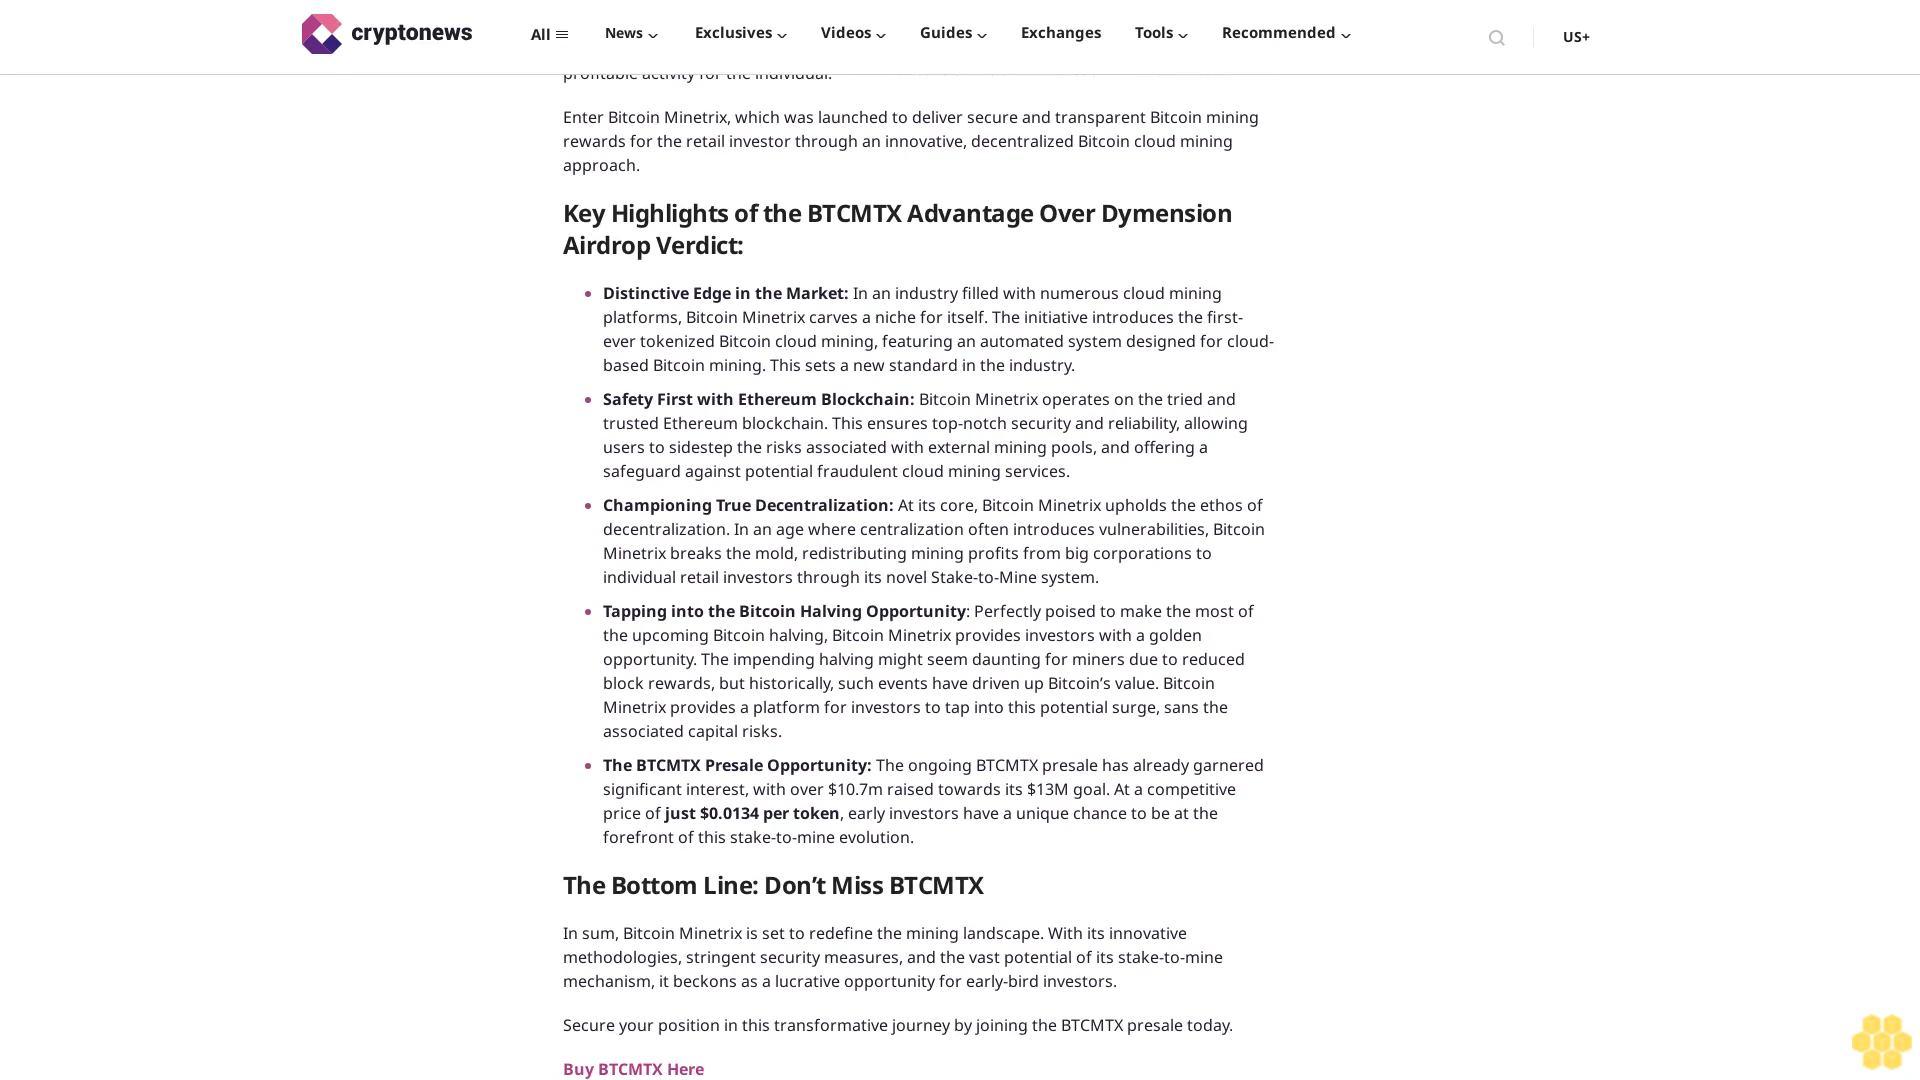 cryptonews
All
News
Exclusives
Videos
Guides
Exchanges
Tools
Recommended
US+
profitable activity for the individual.
Enter Bitcoin Minetrix, which was launched to deliver secure and transparent Bitcoin mining
rewards for the retail investor through an innovative, decentralized Bitcoin cloud mining
approach.
Key Highlights of the BTCMTX Advantage Over Dymension
Airdrop Verdict:
Distinctive Edge in the Market: In an industry filled with numerous cloud mining
platforms, Bitcoin Minetrix carves a niche for itself. The initiative introduces the first-
ever tokenized Bitcoin cloud mining, featuring an automated system designed for cloud-
based Bitcoin mining. This sets a new standard in the industry.
Safety First with Ethereum Blockchain: Bitcoin Minetrix operates on the tried and
trusted Ethereum blockchain. This ensures top-notch security and reliability, allowing
users to sidestep the risks associated with external mining pools, and offering a
safeguard against potential fraudulent cloud mining services.
Championing True Decentralization: At its core, Bitcoin Minetrix upholds the ethos of
decentralization. In an age where centralization often introduces vulnerabilities, Bitcoin
Minetrix breaks the mold, redistributing mining profits from big corporations to
individual retail investors through its novel Stake-to-Mine system.
Tapping into the Bitcoin Halving Opportunity: Perfectly poised to make the most of
the upcoming Bitcoin halving, Bitcoin Minetrix provides investors with a golden
opportunity. The impending halving might seem daunting for miners due to reduced
block rewards, but historically, such events have driven up Bitcoin’s value. Bitcoin
Minetrix provides a platform for investors to tap into this potential surge, sans the
associated capital risks.
The BTCMTX Presale Opportunity: The ongoing BTCMTX presale has already garnered
significant interest, with over $10.7m raised towards its $13M goal. At a competitive
price of just $0.0134 per token, early investors have a unique chance to be at the
forefront of this stake-to-mine evolution.
The Bottom Line: Don’t Miss BTCMTX
In sum, Bitcoin Minetrix is set to redefine the mining landscape. With its innovative
methodologies, stringent security measures, and the vast potential of its stake-to-mine
mechanism, it beckons as a lucrative opportunity for early-bird investors.
Secure your position in this transformative journey by joining the BTCMTX presale today.
Buy BTCMTX Here